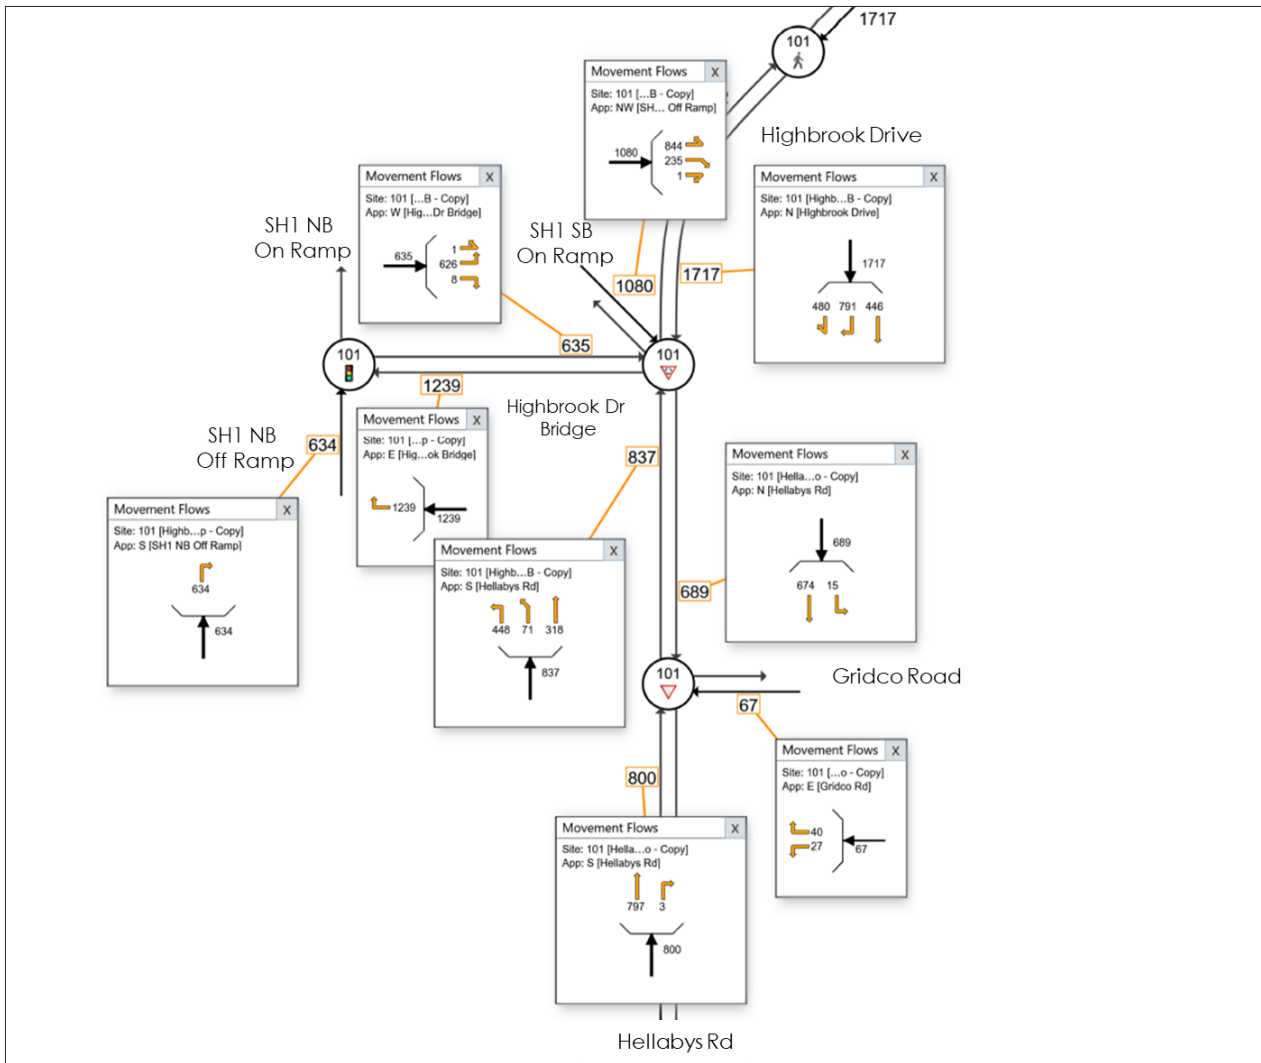 1717
101
Movement Flows X
Site: 101 [...B - Copy]
App: NW [SH... Off Ramp]
1080
844
235
1
Highbrook Drive
Movement Flows X
Site: 101 [Highb...B - Copy]
App: N [HIghbrook Drive]
1717
480 791 446
Movement Flows X
Site: 101 [...B - Copy]
App: W [Hig...Dr Bridge]
635
1
626
8
SH1 NB
On Ramp
SH1 SB
On Ramp
1080
1717
635
101
101
1239
Highbrook Dr
Bridge
SH1 NB
Off Ramp
634
Movement Flows X
Site: 101 [...p - Copy]
App: E [Hig...ok Bridge]
1239
1239
837
Movement Flows X
Site: 101 [Hella...o - Copy]
App: N [Hellabys Rd]
689
674 15
Movement Flows X
Site: 101 [Highb...p - Copy]
App: S [SH1 NB Off Ramp]
634
634
Movement Flows X
Site: 101 [Highb...B - Copy]
App: S [Hellabys Rd]
448 71 318
837
689
101
Gridco Road
67
Movement Flows X
Site: 101 [...o - Copy]
App: E [Gridco Rd]
40
27
67
800
Movement Flows X
Site: 101 [Hella...o - Copy]
App: S [Hellabys Rd]
797 3
800
Hellabys Rd